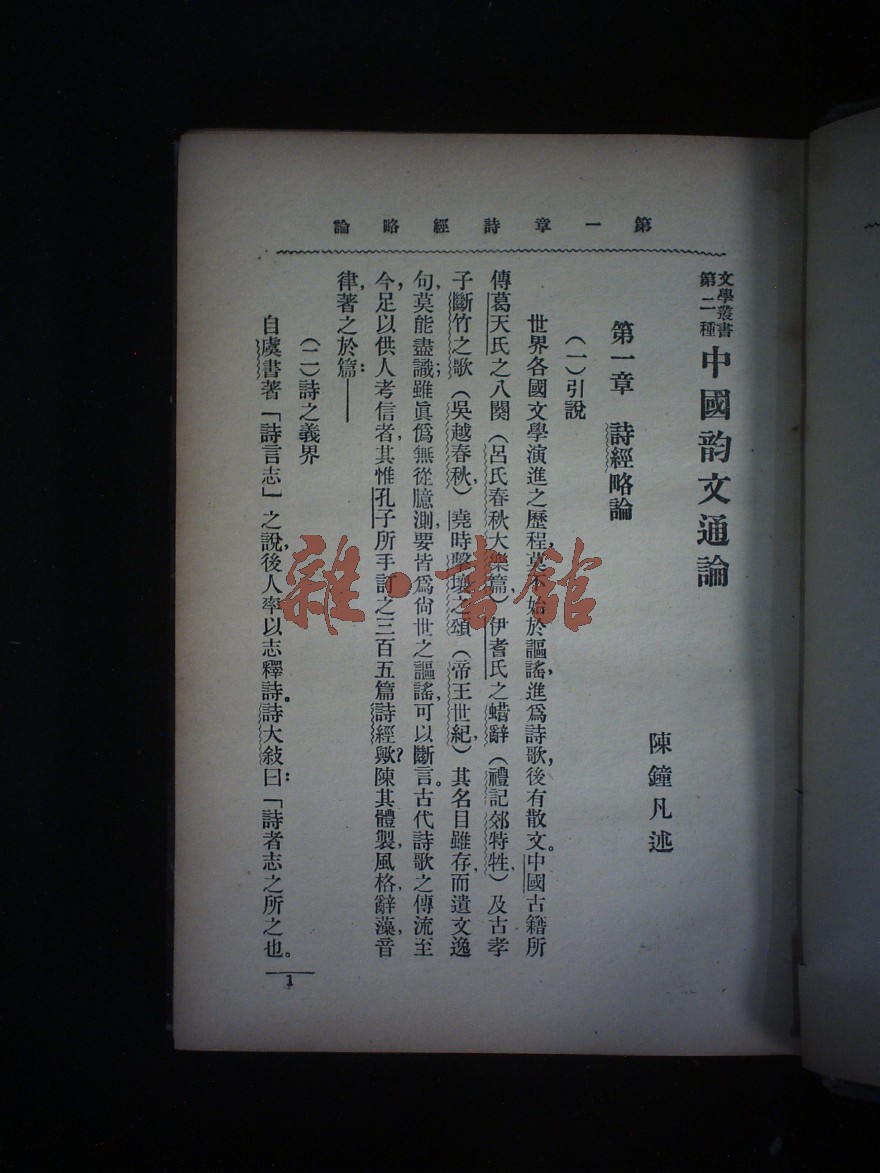 第一章詩經略論
文學叢書
第二種
中國韵文通論
陳鐘凡述
第一章　詩經略論
（一）引說
世界各國文學演進之歷程，莫不始於謳謠，進爲詩歌，後有散文。中國古籍所
傳葛天氏之八闋（呂氏春秋大樂篇）伊耆氏之蜡辭（禮記郊特牲，）及古孝
子斷竹之歌（吳越春秋，）堯時擊壤之頌（帝王世紀）其名目雖存，而遺文逸
句，莫能盡識；雖眞僞無從臆測，要皆爲尙世之謳謠，可以斷言。古代詩歌之傳流至
今，足以供人考信者，其惟孔子所手訂之三百五篇詩經歟？陳其體製，風格，辭藻，音
律，著之於篇：——
（二）詩之義界
自虞書著「詩言志」之說，後人率以志釋詩。詩大敍曰：「詩者志之所之也。
1
雜·書館